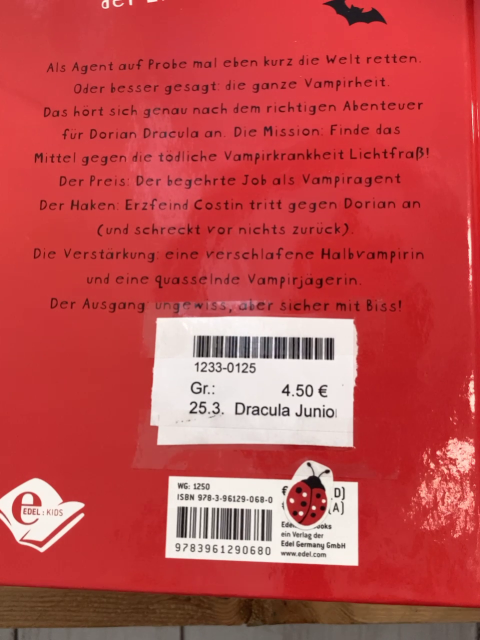 der
Als Agent auf Probe mal eben kurz die Welt retten.
Oder besser gesagt: die ganze Vampirheit.
Das hört sich genau nach dem richtigen Abenteuer
für Dorian Dracula an. Die Mission: Finde das
Mittel gegen die tödliche Vampirkrankheit Lichtfraß!
Der Preis: Der begehrte Job als Vampiragent
Der Haken: Erzfeind Costin tritt gegen Dorian an
(und schreckt vor nichts zurück).
Die Verstärkung: eine verschlafene Halbvampirin
und eine quasselnde Vampirjägerin.
Der Ausgang: ungewiss, aber sicher mit Biss!
1233-0125
Gr.: 4.50 €
25.3. Dracula Junio
WG: 1250
ISBN 978-3-96129-068-0
€ D)
€ (A)
Edel ooks
ein Verlag der
Edel Germany GmbH
www.edel.com
9783961290680
e
EDEL:KIDS